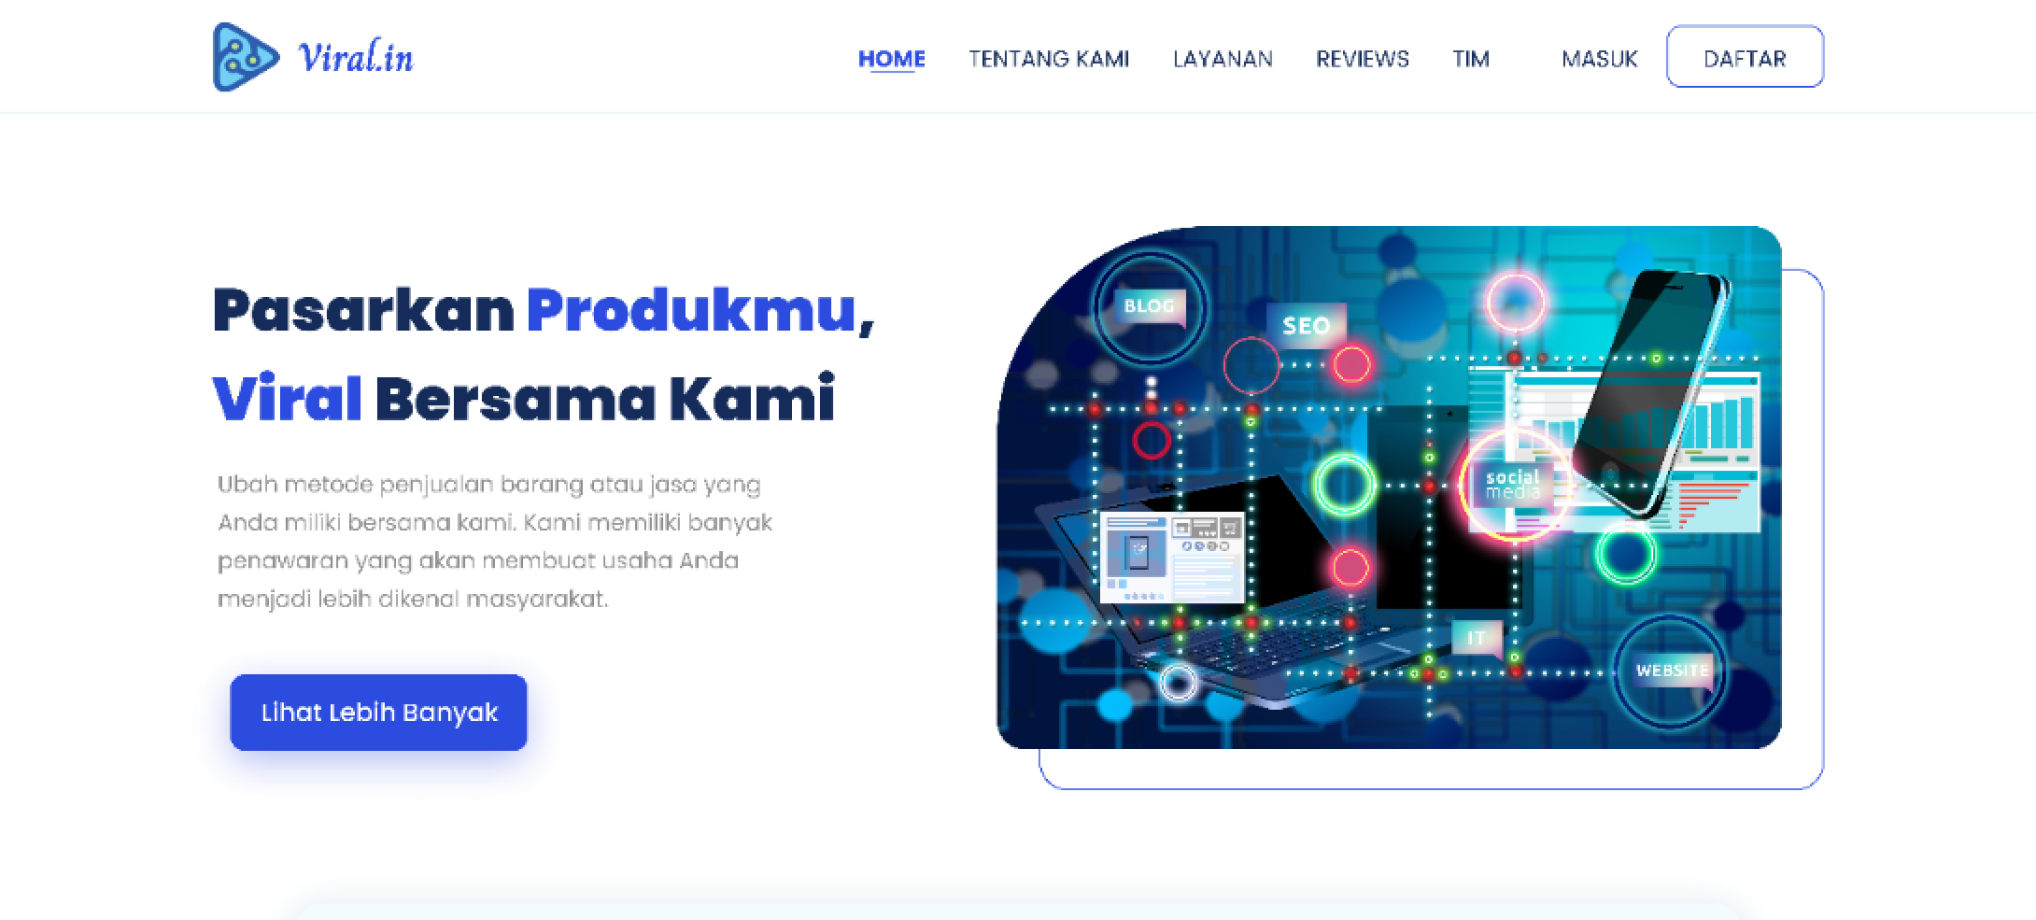 Viral.in
HOME TENTANG KAMI LAYANAN REVIEWS TIM MASUK DAFTAR
Pasarkan Produkmu,
Viral Bersama Kami
Ubah metode penjualan barang atau jasa yang
Anda miliki bersama kami. Kami memiliki banyak
penawaran yang akan membuat usaha Anda
menjadi lebih dikenal masyarakat.
Lihat Lebih Banyak
BLOG
SEO
social
media
IT
WEBSITE